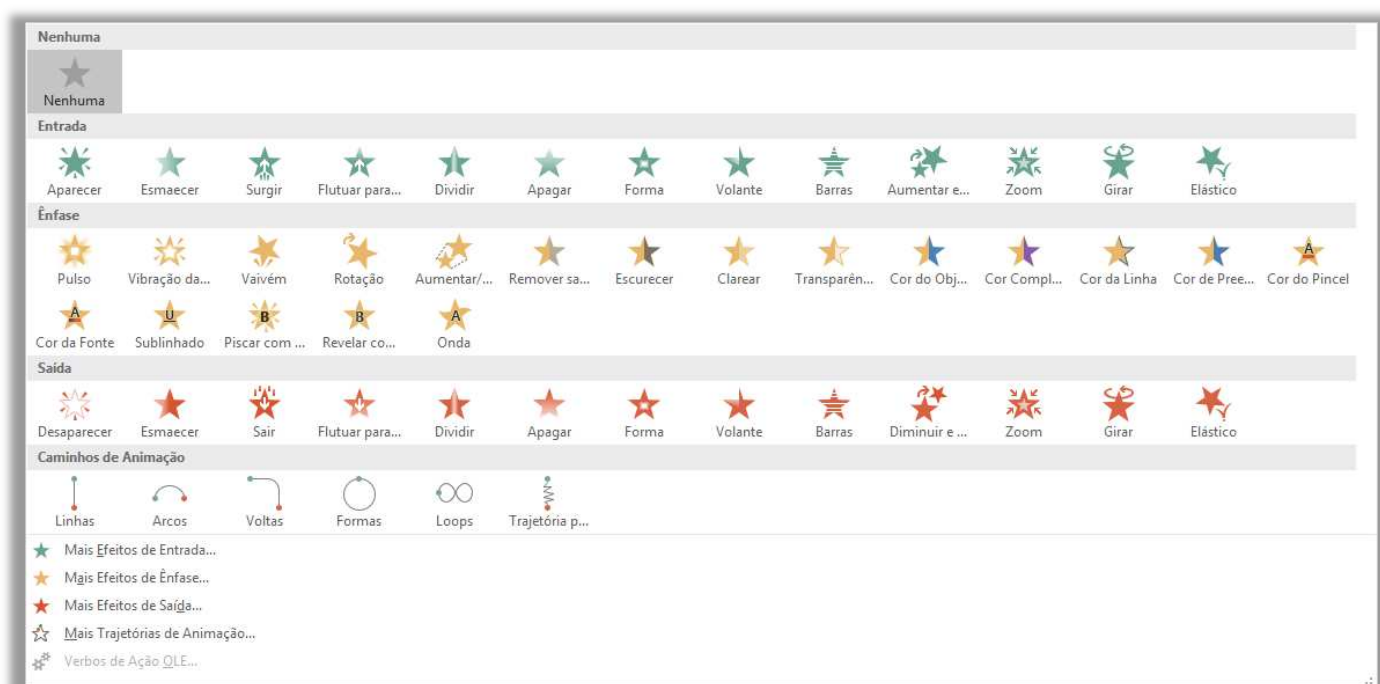 Nenhuma
Nenhuma
Entrada
Aparecer Esmaecer Surgir Flutuar para... Dividir Apagar Forma Volante Barras Aumentar e... Zoom Girar Elástico
Ênfase
Pulso Vibração da... Vaivém Rotação Aumentar/... Remover sa... Escurecer Clarear Transparên... Cor do Obj... Cor Compl... Cor da Linha Cor de Pree... Cor do Pincel
Cor da Fonte Sublinhado Piscar com ... Revelar co... Onda
Saída
Desaparecer Esmaecer Sair Flutuar para... Dividir Apagar Forma Volante Barras Diminuir e ... Zoom Girar Elástico
Caminhos de Animação
Linhas Arcos Voltas Formas Loops Trajetória p...
Mais Efeitos de Entrada...
Mais Efeitos de Ênfase...
Mais Efeitos de Saída...
Mais Trajetórias de Animação...
Verbos de Ação OLE...